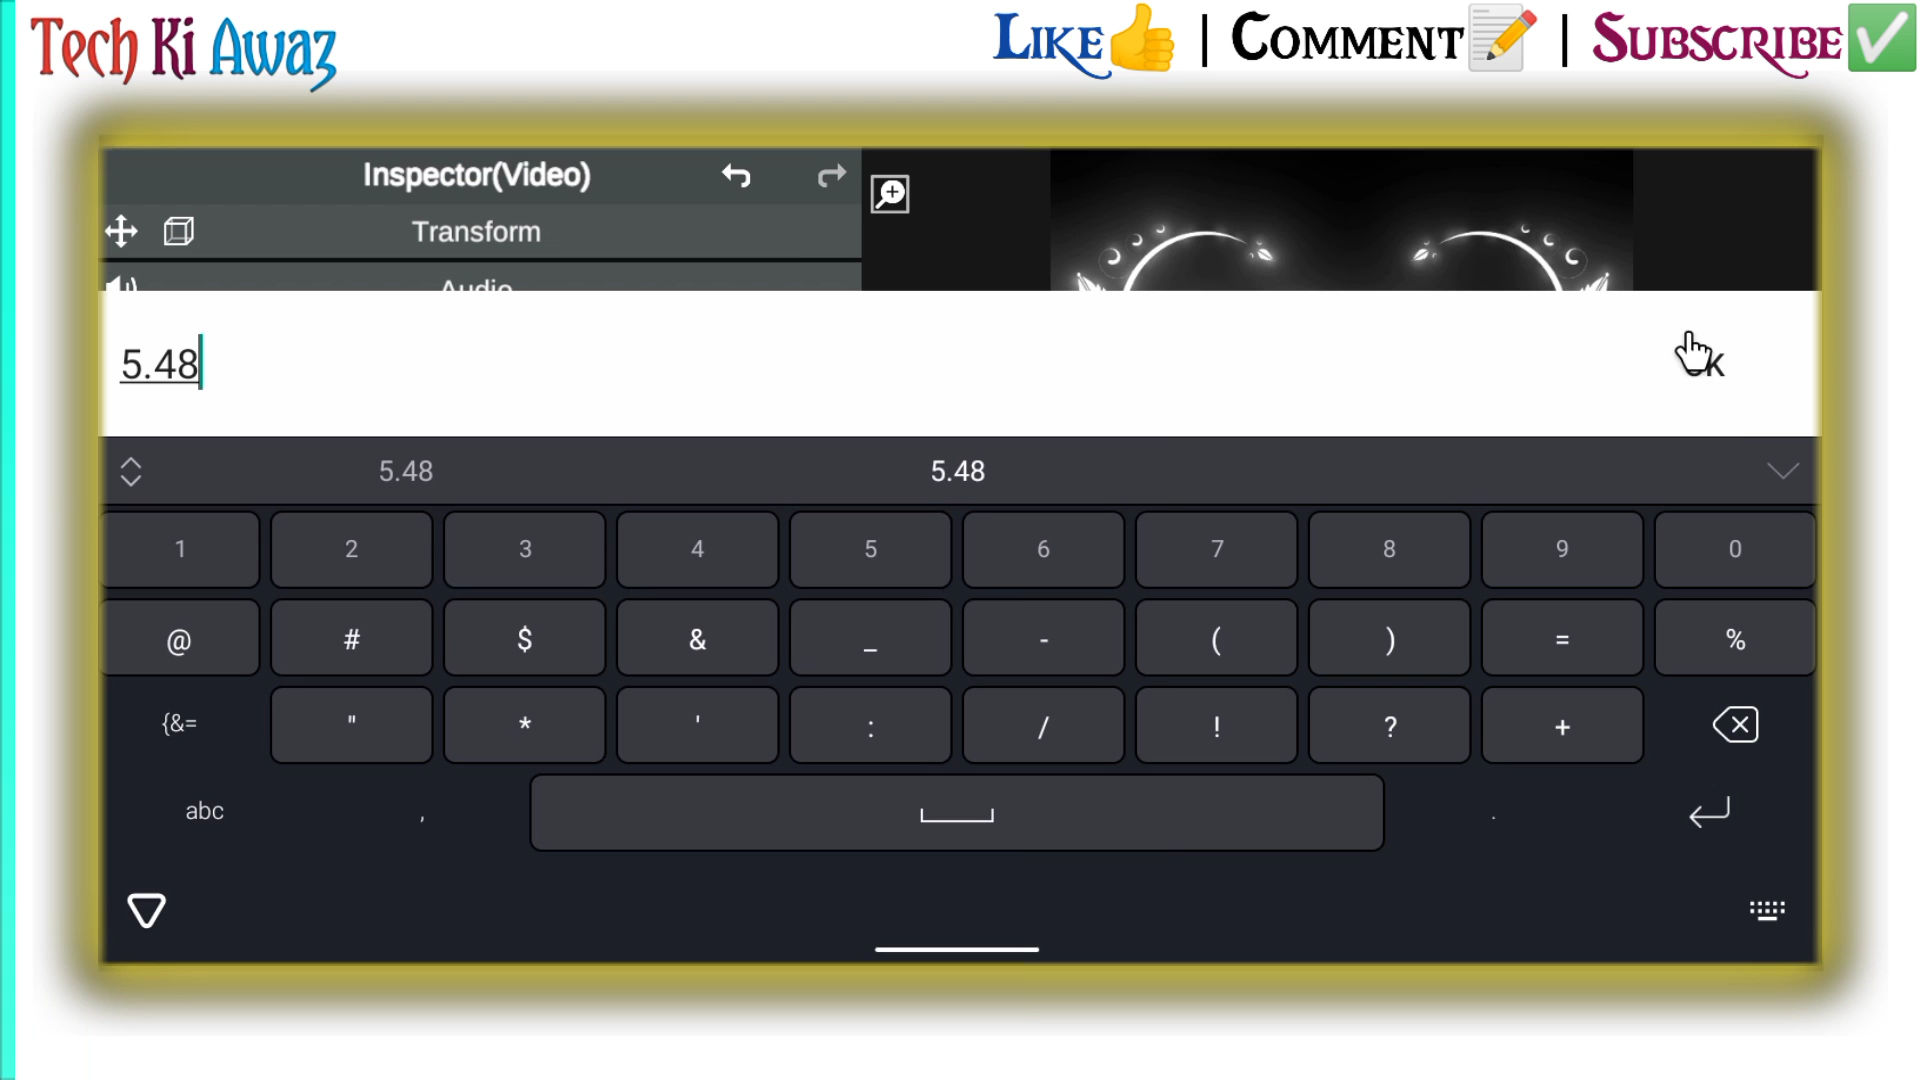 Tech Ki Awaz
LIKE👍 | COMMENT📝 | SUBSCRIBE✅
Inspector(Video)
Transform
Audio
5.48
5.48 5.48
1 2 3 4 5 6 7 8 9 0
@ # $ & _ - ( ) = %
{&= " * ' : / ! ? +
abc , .